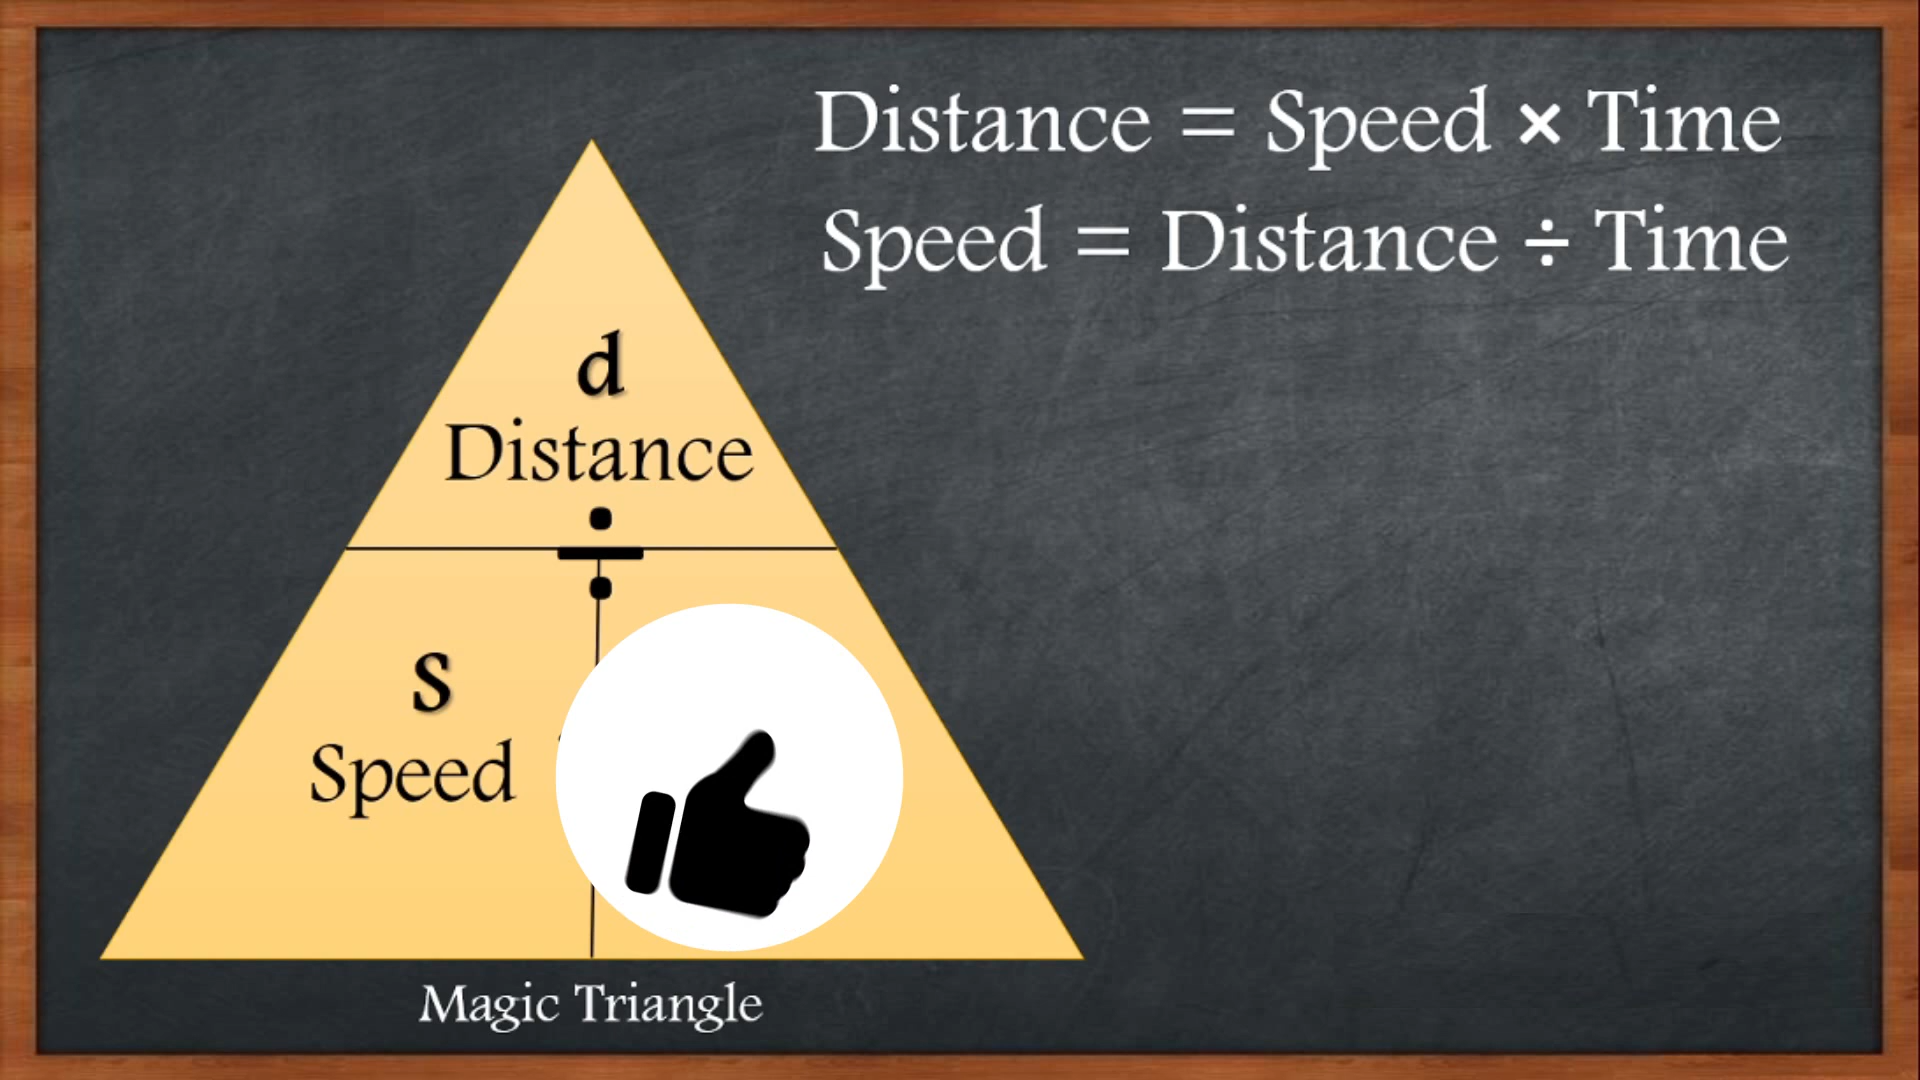 Distance = Speed × Time
Speed = Distance ÷ Time
d
Distance
÷
S
Speed
Magic Triangle